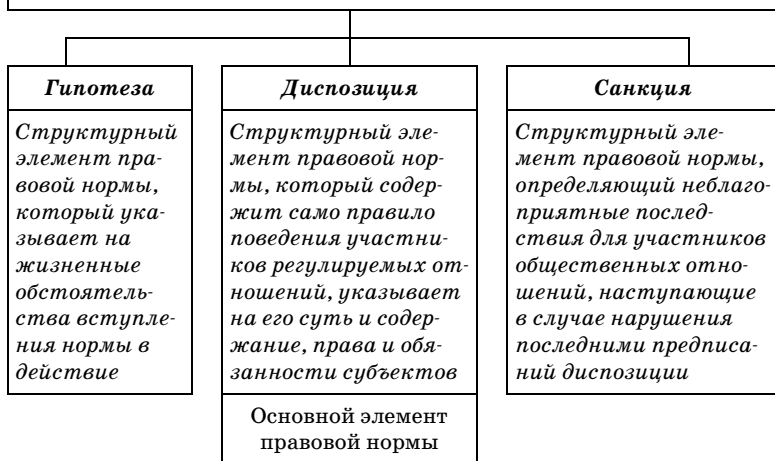 Гипотеза
Структурный
элемент пра-
вовой нормы,
который ука-
зывает на
жизненные
обстоятель-
ства вступле-
ния нормы в
действие
Диспозиция
Структурный эле-
мент правовой нор-
мы, который содер-
жит само правило
поведения участни-
ков регулируемых от-
ношений, указывает
на его суть и содер-
жание, права и обя-
занности субъектов
Основной элемент
правовой нормы
Санкция
Структурный эле-
мент правовой нормы,
определяющий неблаго-
приятные послед-
ствия для участников
общественных отно-
шений, наступающие
в случае нарушения
последними предписа-
ний диспозиции